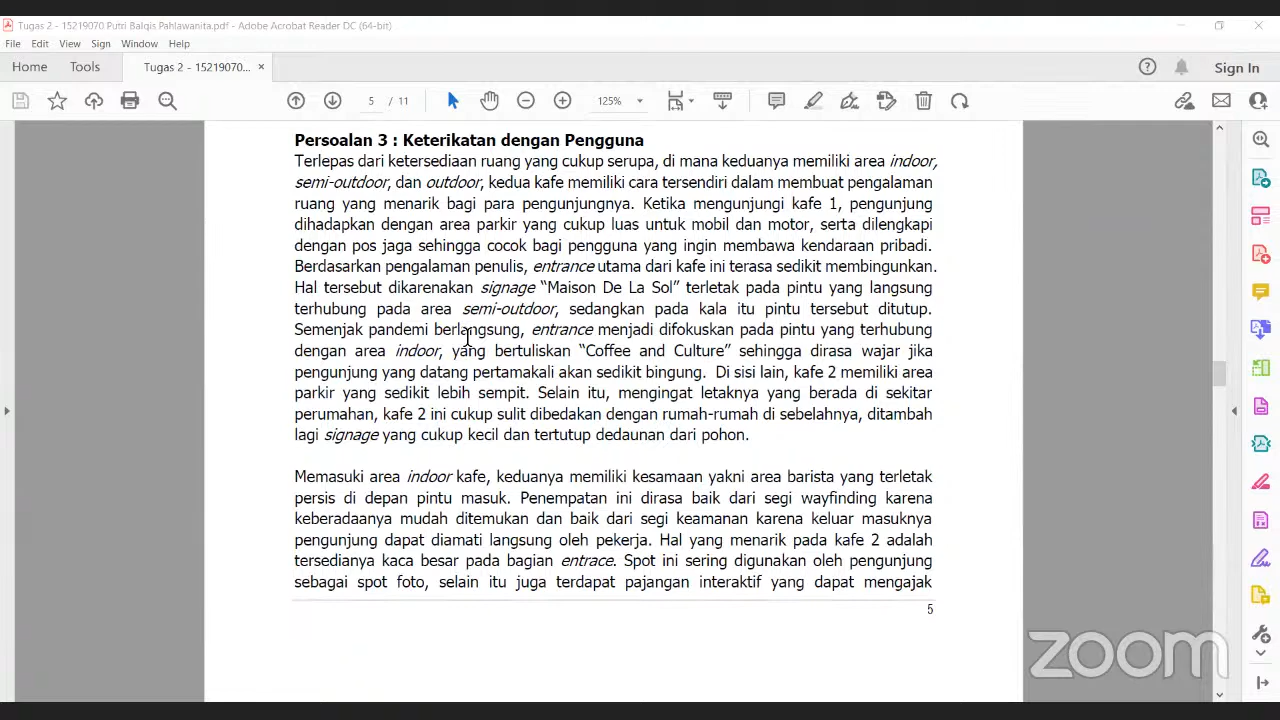 Tugas 2 - 15219070 Putri Balqis Pahlawanita.pdf - Adobe Acrobat Reader DC (64-bit)
File Edit View Sign Window Help
Home Tools Tugas 2 - 15219070... × Sign In
5 / 11 125%
Persoalan 3 : Keterikatan dengan Pengguna
Terlepas dari ketersediaan ruang yang cukup serupa, di mana keduanya memiliki area indoor,
semi-outdoor, dan outdoor, kedua kafe memiliki cara tersendiri dalam membuat pengalaman
ruang yang menarik bagi para pengunjungnya. Ketika mengunjungi kafe 1, pengunjung
dihadapkan dengan area parkir yang cukup luas untuk mobil dan motor, serta dilengkapi
dengan pos jaga sehingga cocok bagi pengguna yang ingin membawa kendaraan pribadi.
Berdasarkan pengalaman penulis, entrance utama dari kafe ini terasa sedikit membingunkan.
Hal tersebut dikarenakan signage “Maison De La Sol” terletak pada pintu yang langsung
terhubung pada area semi-outdoor, sedangkan pada kala itu pintu tersebut ditutup.
Semenjak pandemi berlangsung, entrance menjadi difokuskan pada pintu yang terhubung
dengan area indoor, yang bertuliskan “Coffee and Culture” sehingga dirasa wajar jika
pengunjung yang datang pertamakali akan sedikit bingung. Di sisi lain, kafe 2 memiliki area
parkir yang sedikit lebih sempit. Selain itu, mengingat letaknya yang berada di sekitar
perumahan, kafe 2 ini cukup sulit dibedakan dengan rumah-rumah di sebelahnya, ditambah
lagi signage yang cukup kecil dan tertutup dedaunan dari pohon.
Memasuki area indoor kafe, keduanya memiliki kesamaan yakni area barista yang terletak
persis di depan pintu masuk. Penempatan ini dirasa baik dari segi wayfinding karena
keberadaanya mudah ditemukan dan baik dari segi keamanan karena keluar masuknya
pengunjung dapat diamati langsung oleh pekerja. Hal yang menarik pada kafe 2 adalah
tersedianya kaca besar pada bagian entrace. Spot ini sering digunakan oleh pengunjung
sebagai spot foto, selain itu juga terdapat pajangan interaktif yang dapat mengajak
5
zoom